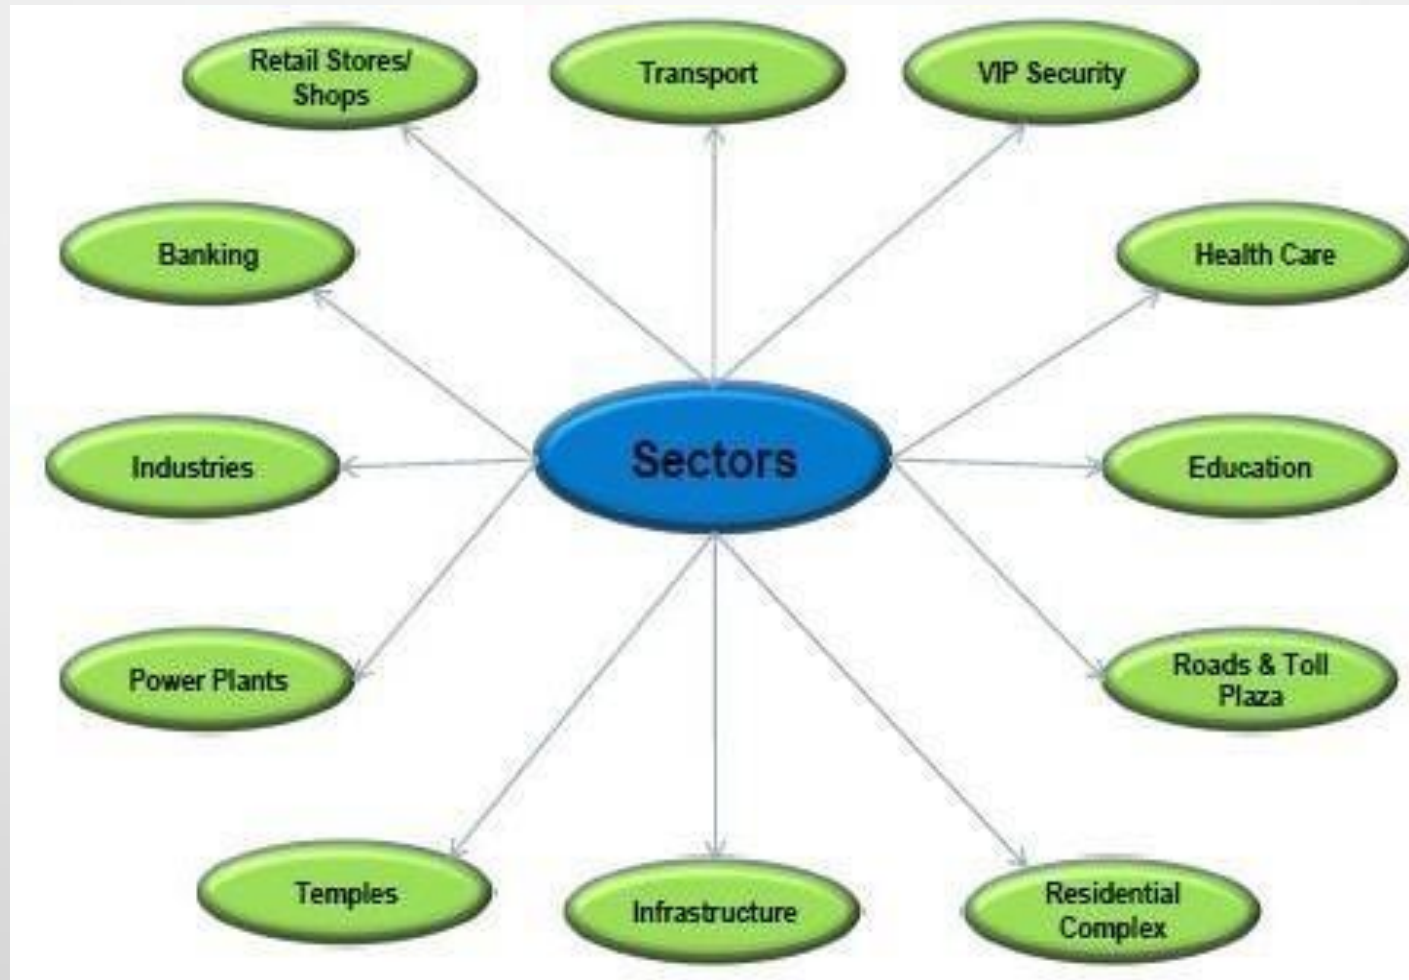 Retail Stores/
Shops
Transport
VIP Security
Banking
Health Care
Sectors
Industries
Education
Power Plants
Roads & Toll
Plaza
Temples
Infrastructure
Residential
Complex